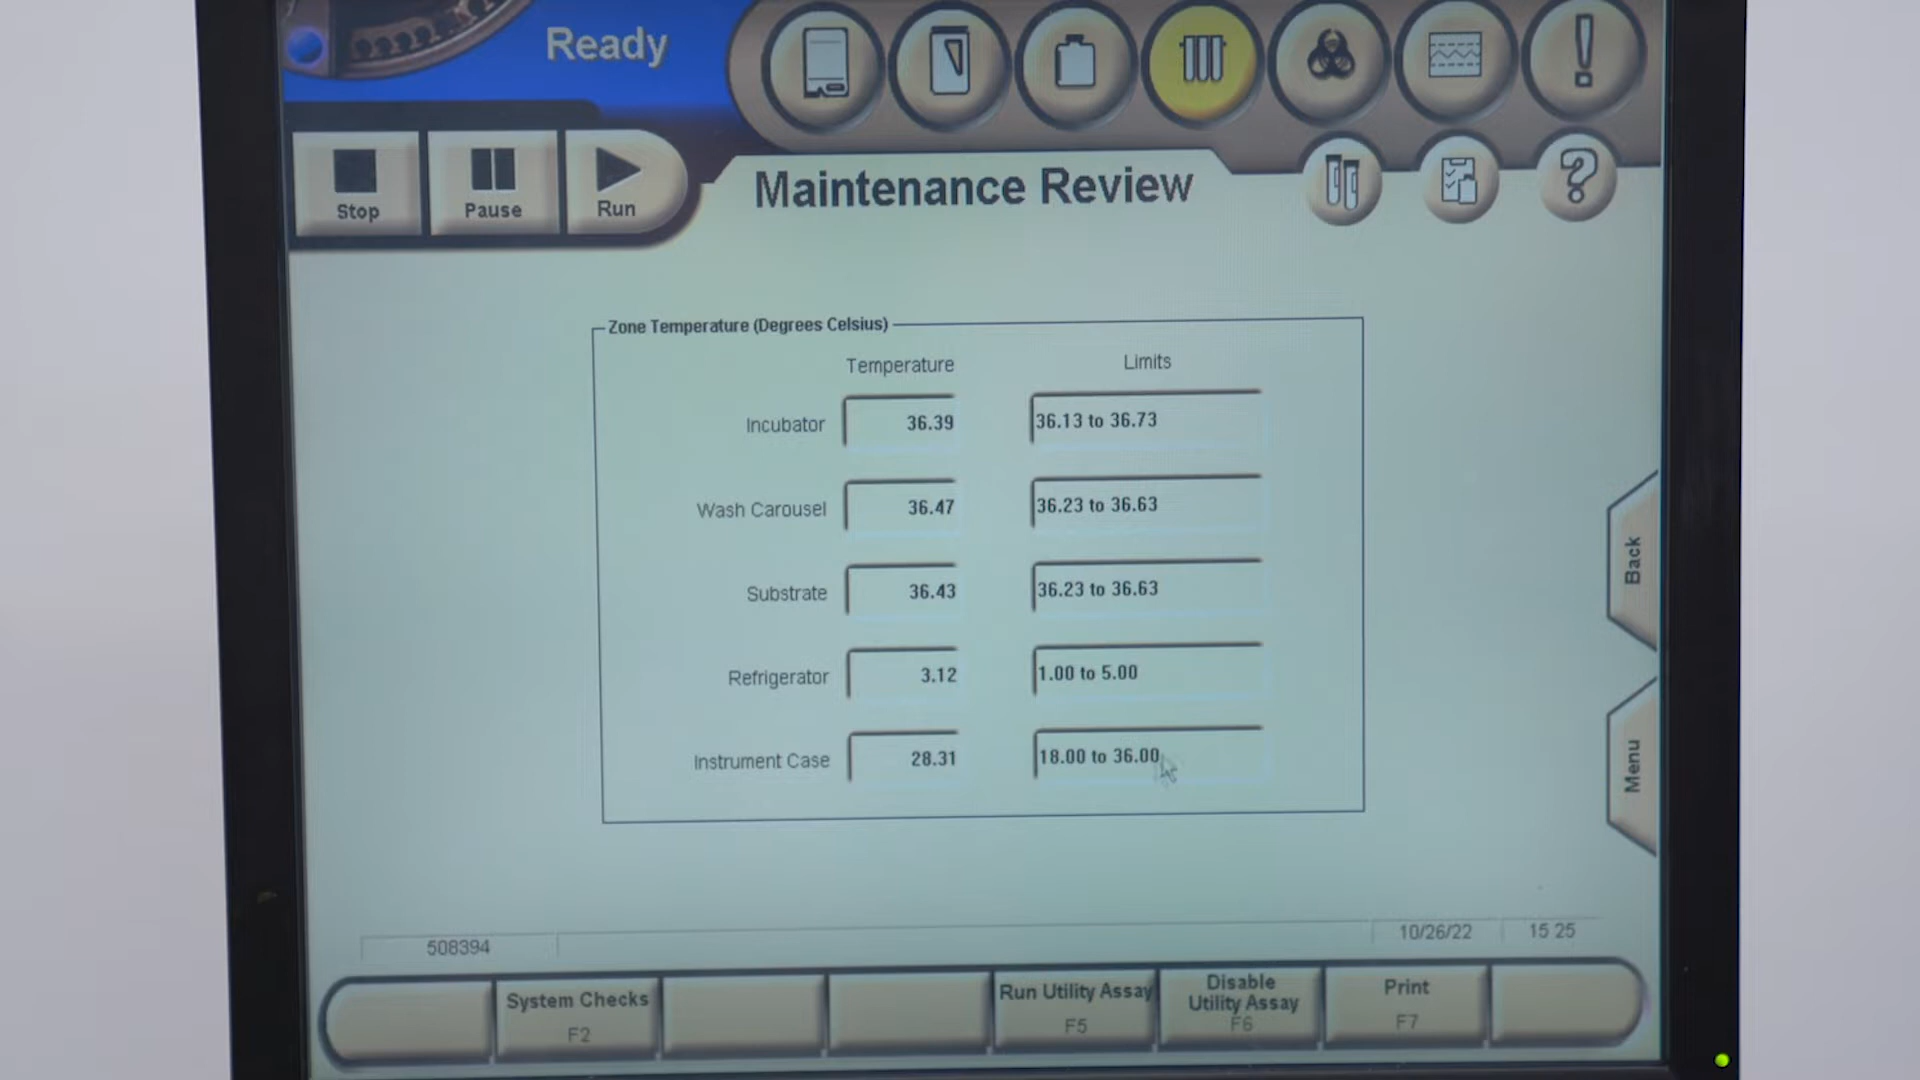 Ready
Stop
Pause
Run
Maintenance Review
Zone Temperature (Degrees Celsius)
Temperature Limits
Incubator 36.39 36.13 to 36.73
Wash Carousel 36.47 36.23 to 36.63
Substrate 36.43 36.23 to 36.63
Refrigerator 3.12 1.00 to 5.00
Instrument Case 28.31 18.00 to 36.00
Back
Menu
508394 10/26/22 15 25
System Checks
F2
Run Utility Assay
F5
Disable
Utility Assay
F6
Print
F7